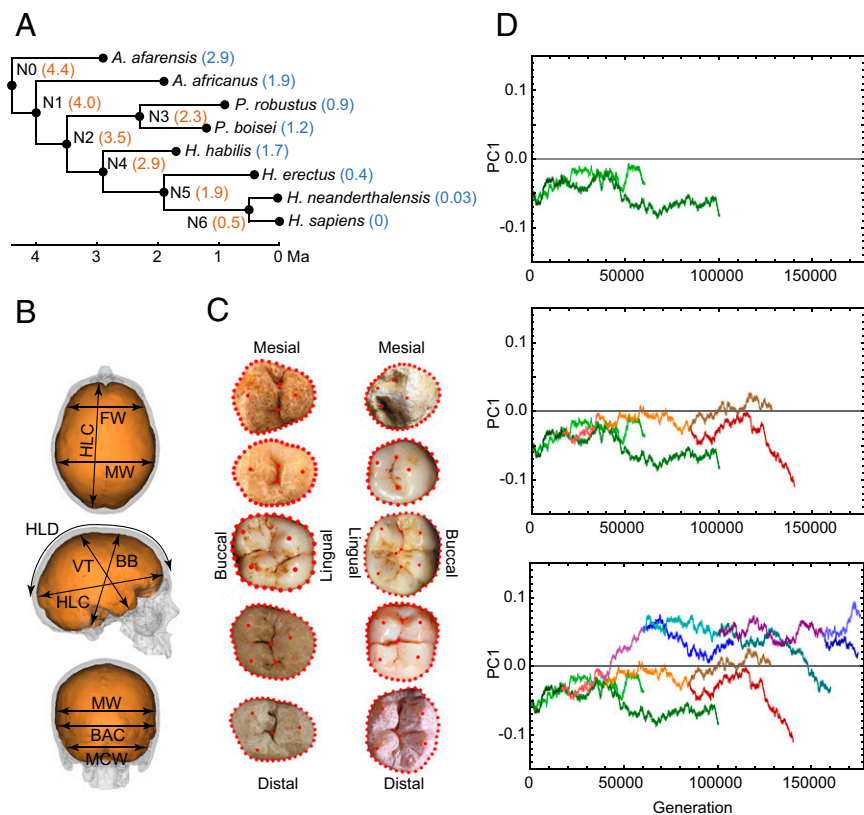 A
A. afarensis (2.9)
N0 (4.4)
A. africanus (1.9)
N1 (4.0)
P. robustus (0.9)
N3 (2.3)
P. boisei (1.2)
N2 (3.5)
H. habilis (1.7)
N4 (2.9)
H. erectus (0.4)
N5 (1.9)
H. neanderthalensis (0.03)
N6 (0.5)
H. sapiens (0)
4 3 2 1 0 Ma
B
HLC
FW
MW
HLD
VT
BB
HLC
MW
BAC
MCW
C
Mesial Mesial
Buccal Lingual Lingual Buccal
Distal Distal
D
PC1
0.1
0.0
-0.1
0 50000 100000 150000
PC1
0.1
0.0
-0.1
0 50000 100000 150000
PC1
0.1
0.0
-0.1
0 50000 100000 150000
Generation